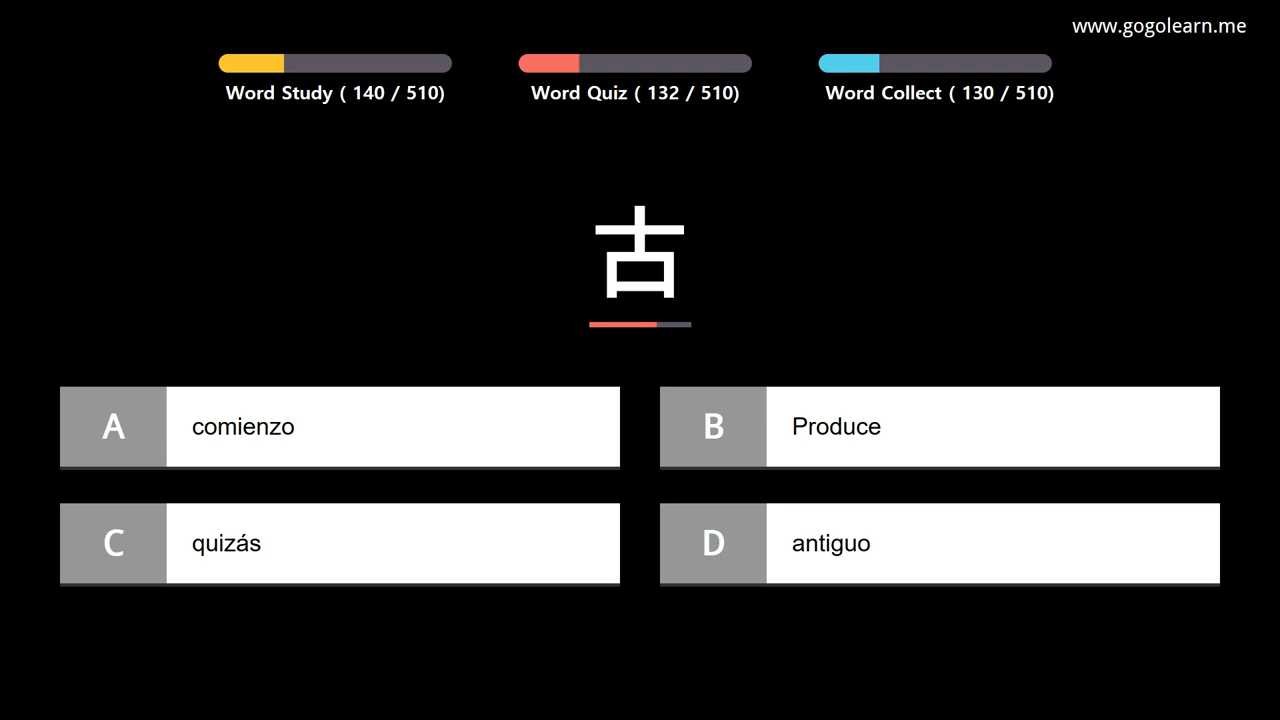 www.gogolearn.me
Word Study ( 140 / 510)
Word Quiz ( 132 / 510)
Word Collect ( 130 / 510)
古
A comienzo
B Produce
C quizás
D antiguo